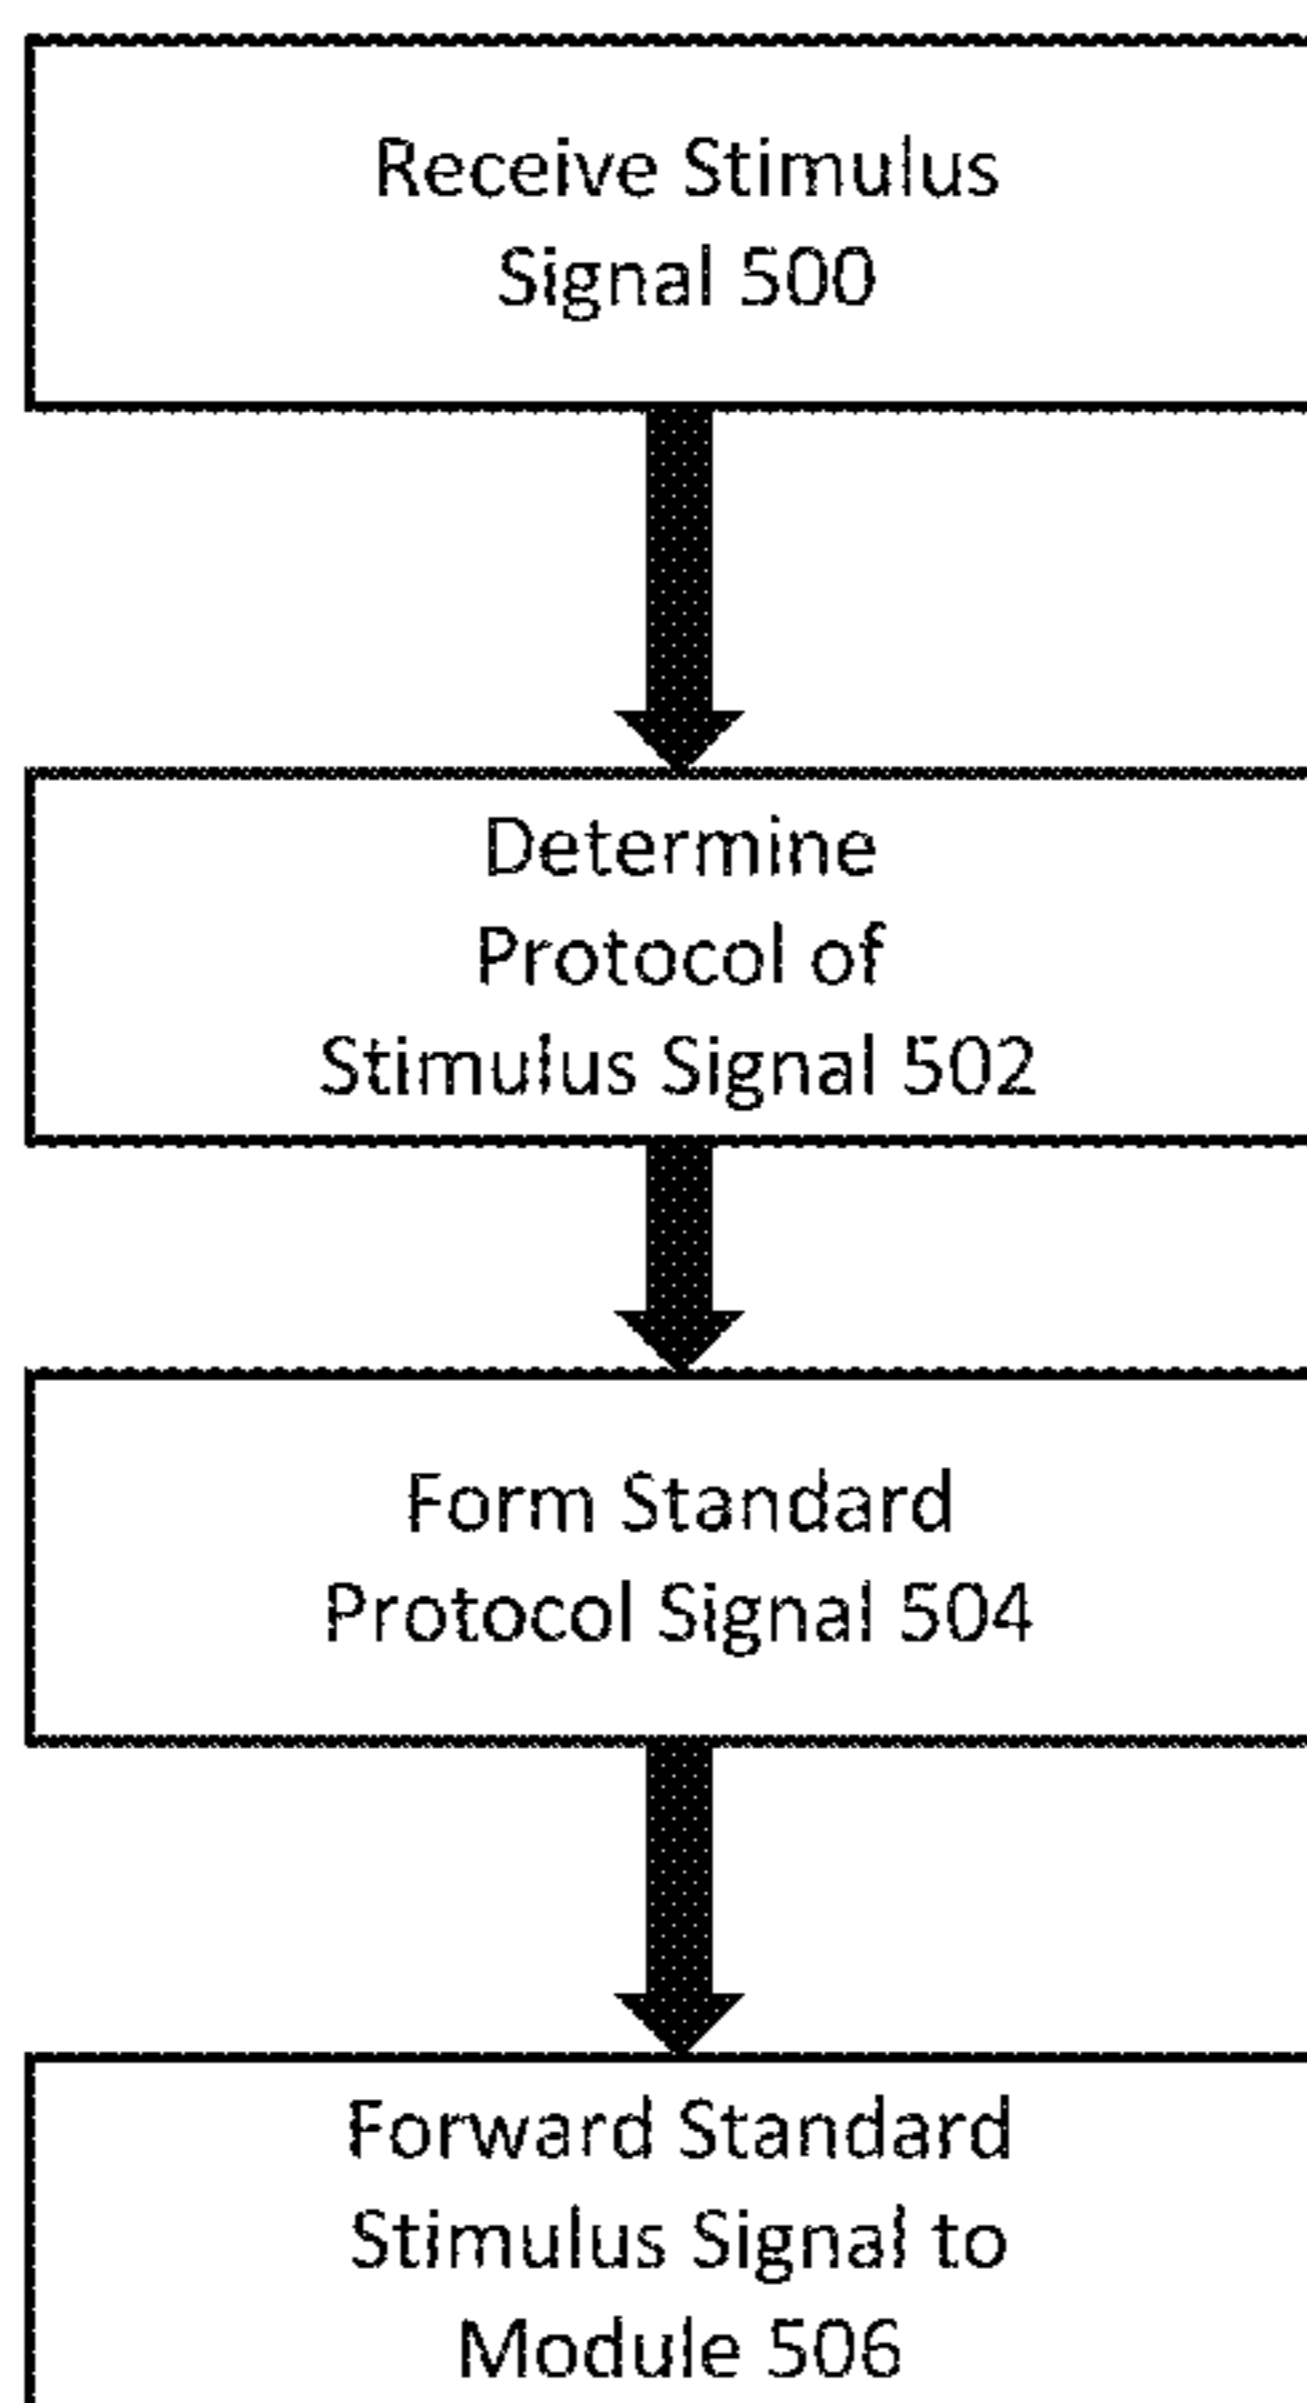 Receive Stimulus
Signal 500
Determine
Protocol of
Stimulus Signal 502
Form Standard
Protocol Signal 504
Forward Standard
Stimulus Signal to
Module 506